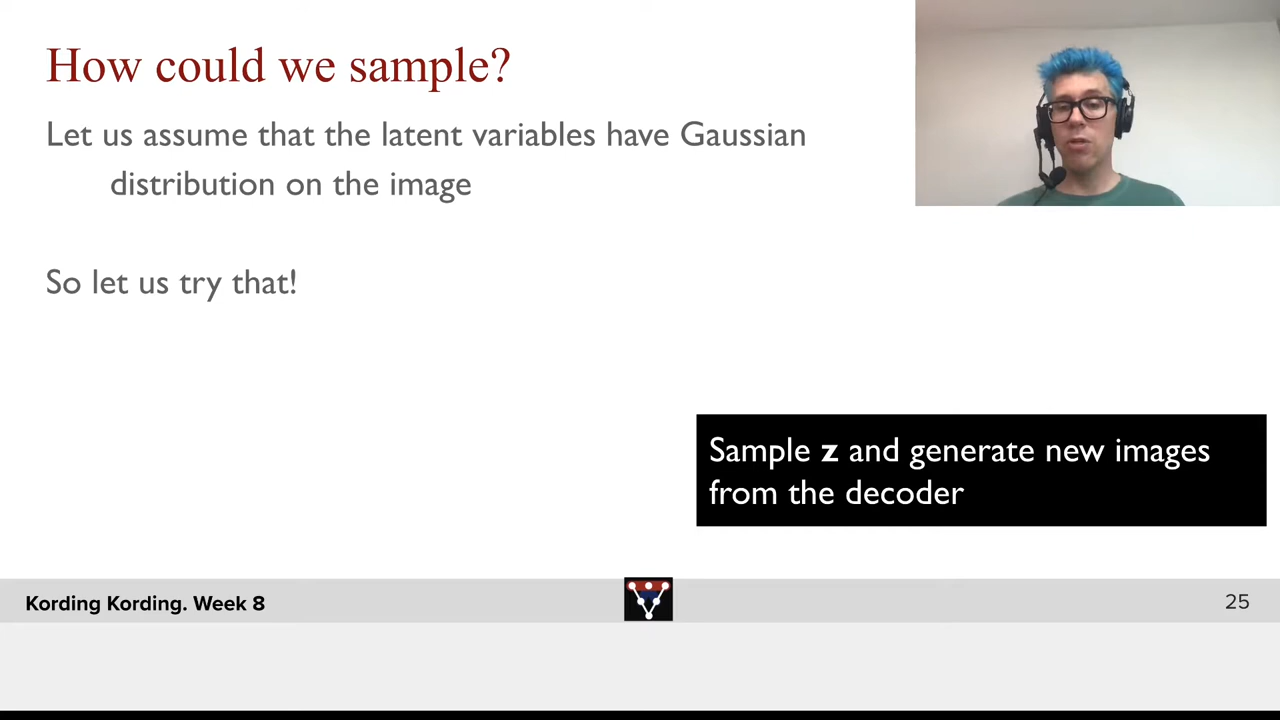 How could we sample?
Let us assume that the latent variables have Gaussian
distribution on the image
So let us try that!
Sample z and generate new images
from the decoder
Kording Kording. Week 8
25